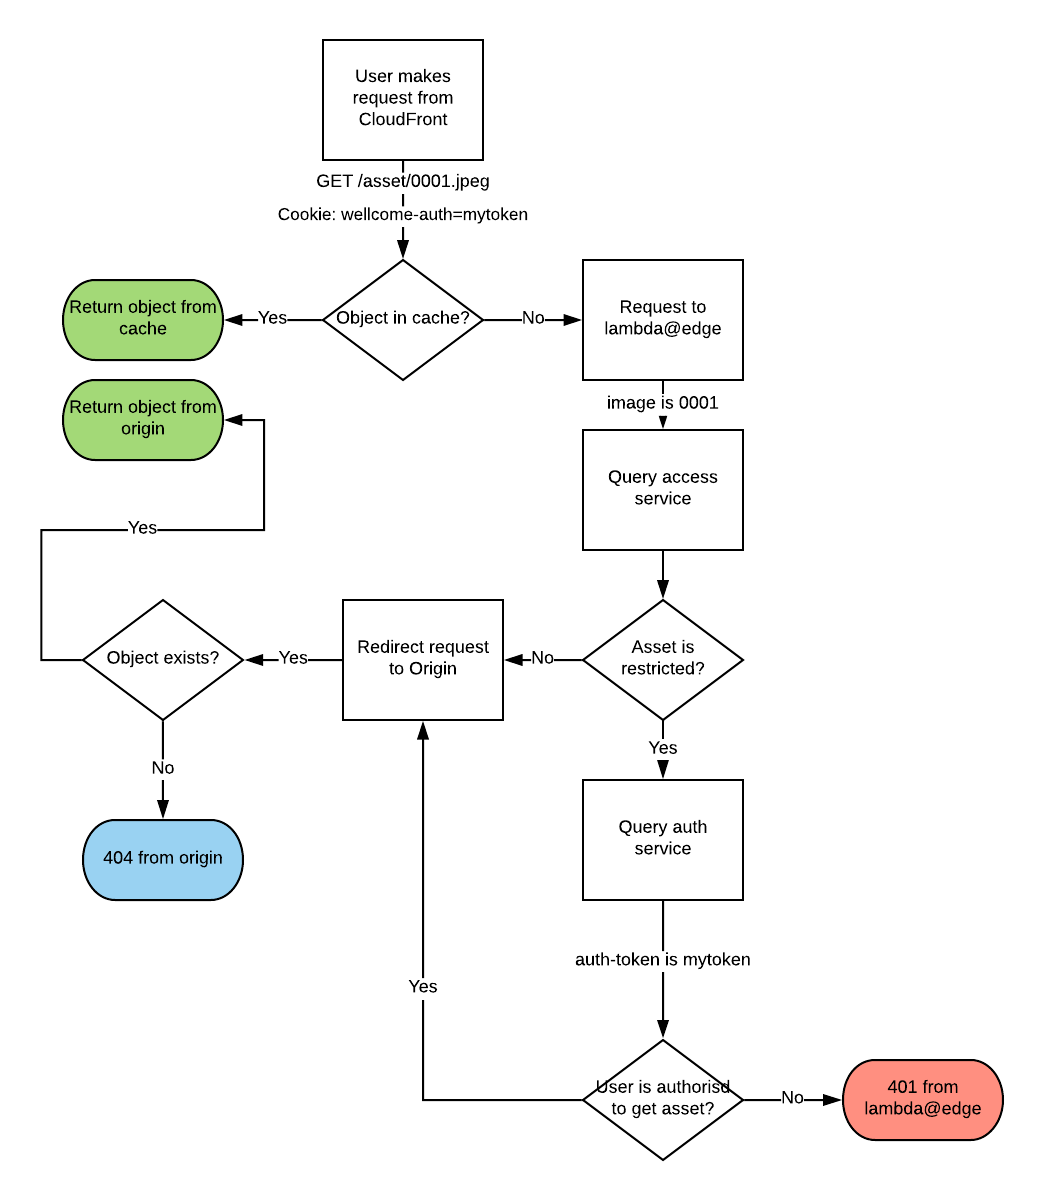 User makes
request from
CloudFront
GET /asset/0001.jpeg
Cookie: wellcome-auth=mytoken
Return object from
cache
Yes
Object in cache?
No
Request to
lambda@edge
Return object from
origin
image is 0001
Query access
service
Yes
Object exists?
Yes
Redirect request
to Origin
No
Asset is
restricted?
No
Yes
404 from origin
Query auth
service
auth-token is mytoken
Yes
User is authorisd
to get asset?
No
401 from
lambda@edge